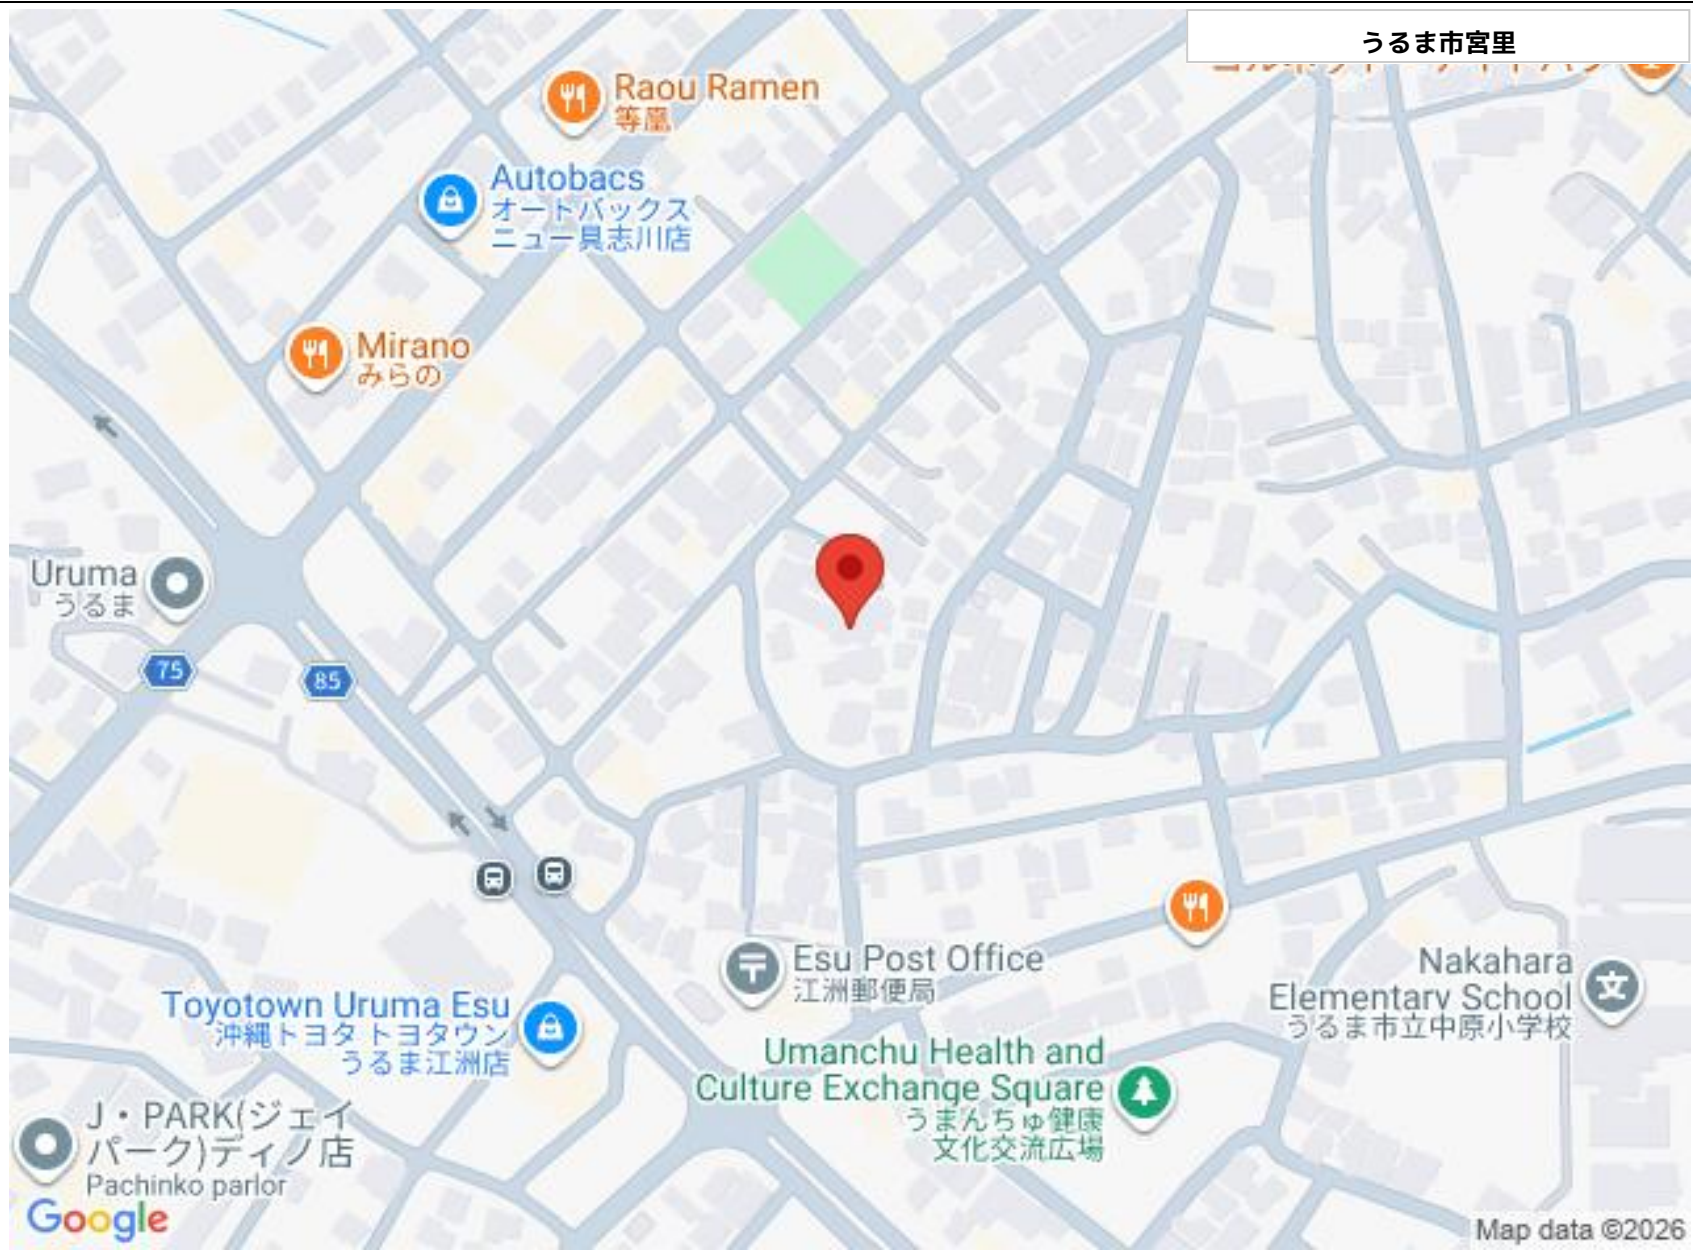 うるま市宮里
Raou Ramen
等凰
Autobacs
オートバックス
ニュー具志川店
Mirano
みらの
Uruma
うるま
75
85
Esu Post Office
江洲郵便局
Nakahara
Elementary School
うるま市立中原小学校
Toyotown Uruma Esu
沖縄トヨタ トヨタウン
うるま江洲店
Umanchu Health and
Culture Exchange Square
うまんちゅ健康
文化交流広場
J・PARK(ジェイ
パーク)ディノ店
Pachinko parlor
Google
Map data ©2026